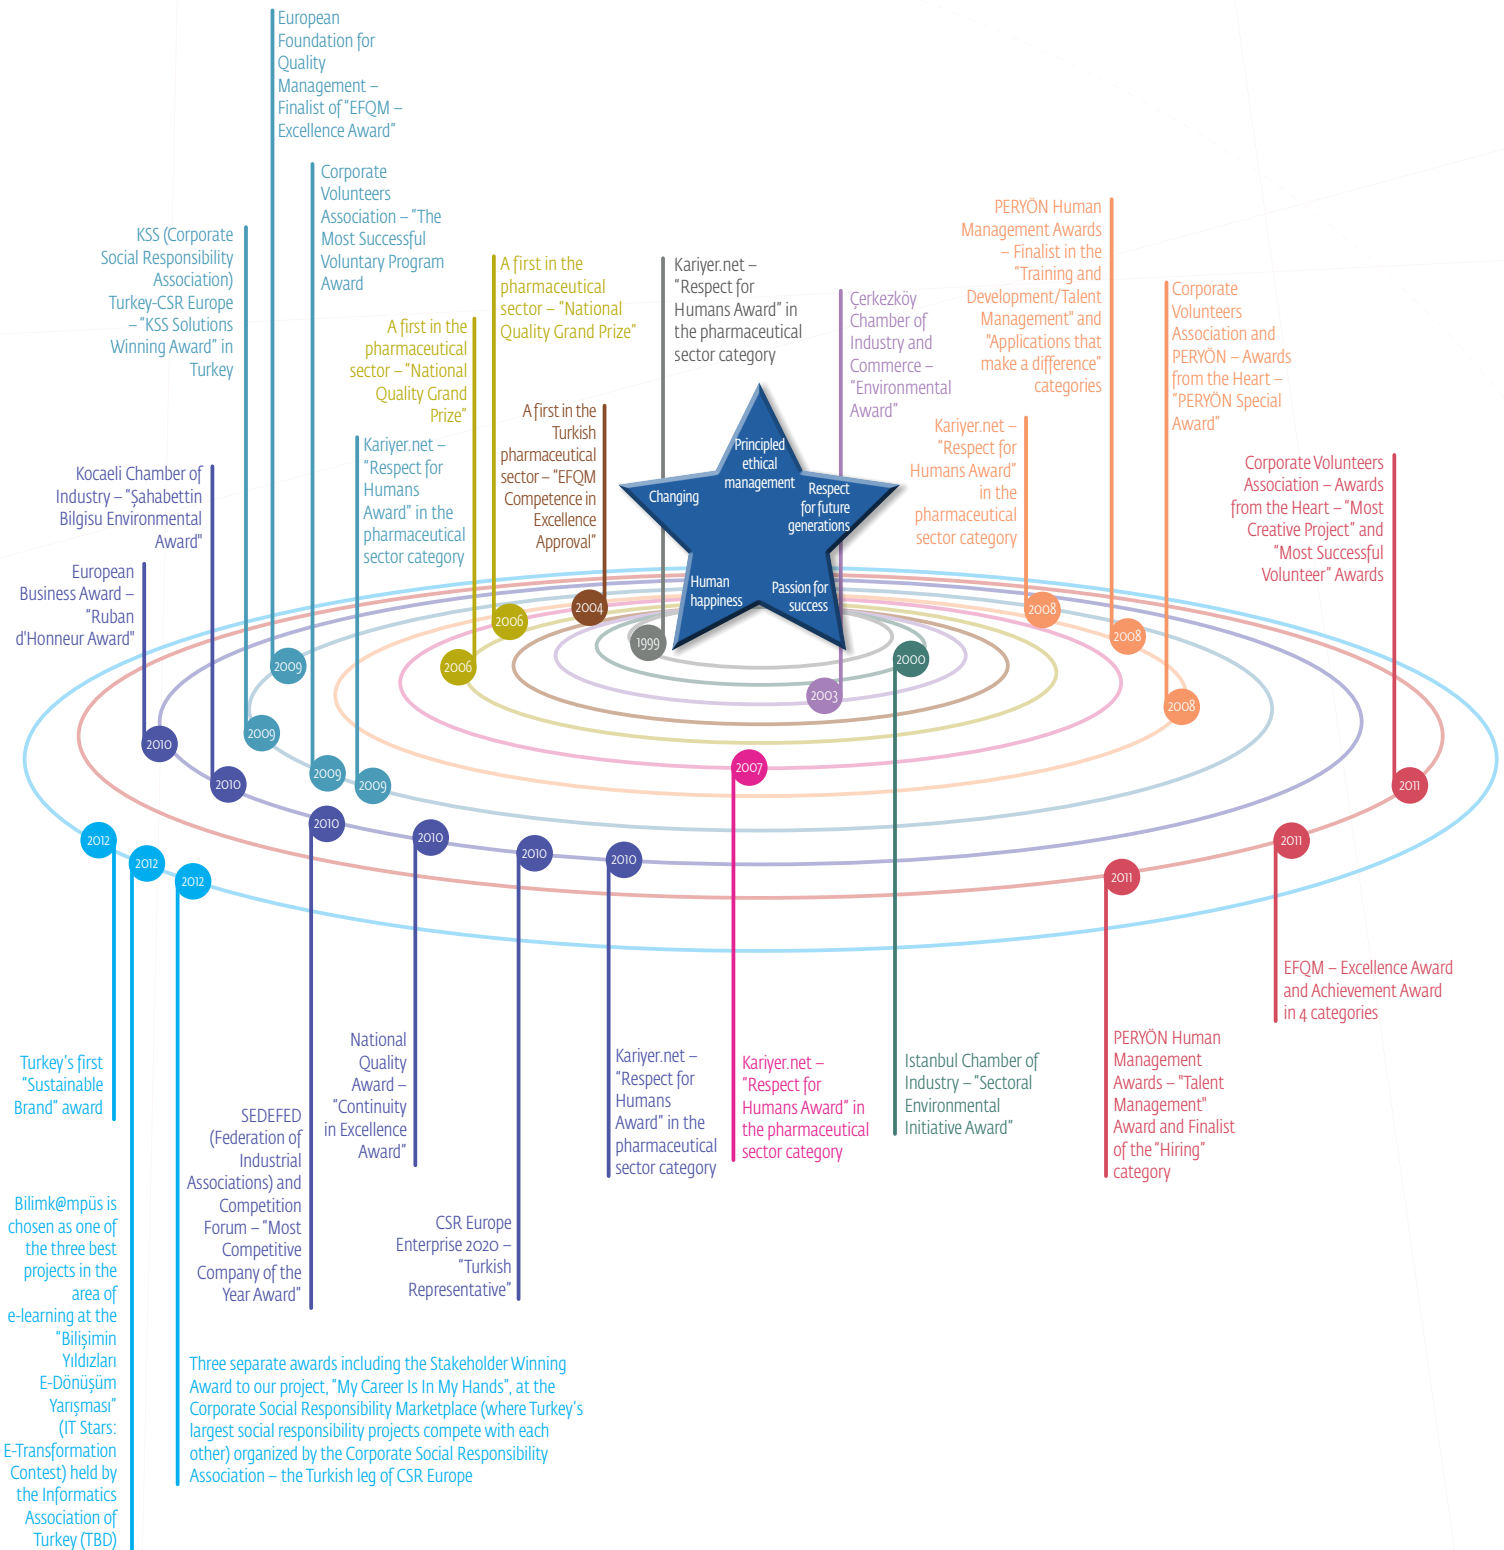 European
Foundation for
Quality
Management –
Finalist of "EFQM –
Excellence Award"
Corporate
Volunteers
Association – "The
Most Successful
Voluntary Program
Award
KSS (Corporate
Social Responsibility
Association)
Turkey-CSR Europe
– "KSS Solutions
Winning Award" in
Turkey
A first in the
pharmaceutical
sector – "National
Quality Grand Prize"
A first in the
pharmaceutical
sector – "National
Quality Grand
Prize"
Kariyer.net –
"Respect for
Humans Award" in
the pharmaceutical
sector category
Çerkezköy
Chamber of
Industry and
Commerce –
"Environmental
Award"
PERYÖN Human
Management Awards
– Finalist in the
"Training and
Development/Talent
Management" and
"Applications that
make a difference"
categories
Corporate
Volunteers
Association and
PERYÖN – Awards
from the Heart –
"PERYÖN Special
Award"
Kariyer.net –
"Respect for
Humans
Award" in the
pharmaceutical
sector category
A first in the
Turkish
pharmaceutical
sector – "EFQM
Competence in
Excellence
Approval"
Kariyer.net –
"Respect for
Humans Award"
in the
pharmaceutical
sector category
Corporate Volunteers
Association – Awards
from the Heart – "Most
Creative Project" and
"Most Successful
Volunteer" Awards
Kocaeli Chamber of
Industry – "Şahabettin
Bilgisu Environmental
Award"
European
Business Award –
"Ruban
d'Honneur Award"
Principled
ethical
management
Changing
Respect
for future
generations
Human
happiness
Passion for
success
2004
2008
2006
2008
1999
2000
2009
2006
2003
2008
2009
2010
2007
2009
2009
2010
2011
2010
2010
2012
2011
2010
2010
2012
2011
2012
EFQM – Excellence Award
and Achievement Award
in 4 categories
PERYÖN Human
Management
Awards – "Talent
Management"
Award and Finalist
of the "Hiring"
category
Istanbul Chamber of
Industry – "Sectoral
Environmental
Initiative Award"
Kariyer.net –
"Respect for
Humans Award" in
the pharmaceutical
sector category
Kariyer.net –
"Respect for
Humans
Award" in the
pharmaceutical
sector category
National
Quality
Award –
"Continuity
in Excellence
Award"
Turkey's first
"Sustainable
Brand" award
SEDEFED
(Federation of
Industrial
Associations) and
Competition
Forum – "Most
Competitive
Company of the
Year Award"
CSR Europe
Enterprise 2020 –
"Turkish
Representative"
Bilimk@mpüs is
chosen as one of
the three best
projects in the
area of
e-learning at the
"Bilişimin
Yıldızları
E-Dönüşüm
Yarışması"
(IT Stars:
E-Transformation
Contest) held by
the Informatics
Association of
Turkey (TBD)
Three separate awards including the Stakeholder Winning
Award to our project, "My Career Is In My Hands", at the
Corporate Social Responsibility Marketplace (where Turkey's
largest social responsibility projects compete with each
other) organized by the Corporate Social Responsibility
Association – the Turkish leg of CSR Europe